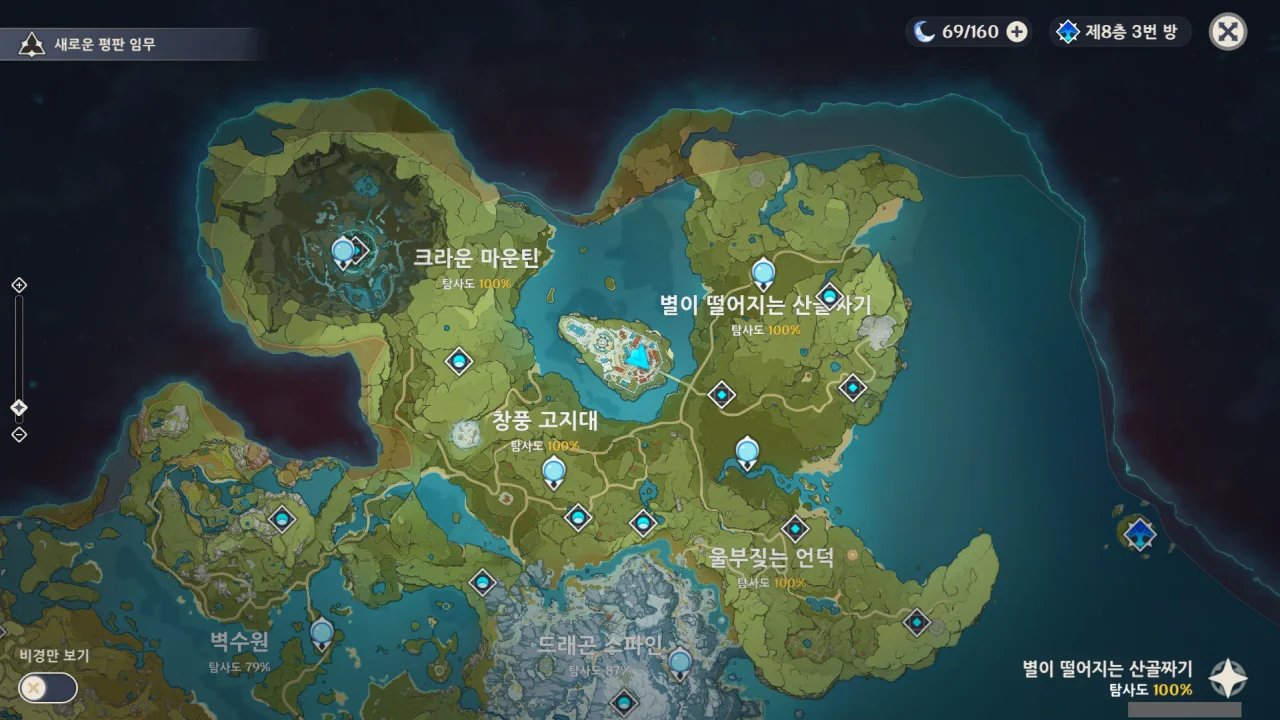 새로운 평판 임무
69/160
제8층 3번 방
크라운 마운틴
탐사도 100%
별이 떨어지는 산골짜기
탐사도 100%
창풍 고지대
탐사도 100%
울부짖는 언덕
탐사도 100%
벽수원
탐사도 79%
드래곤 스파인
탐사도 87%
비경만 보기
별이 떨어지는 산골짜기
탐사도 100%